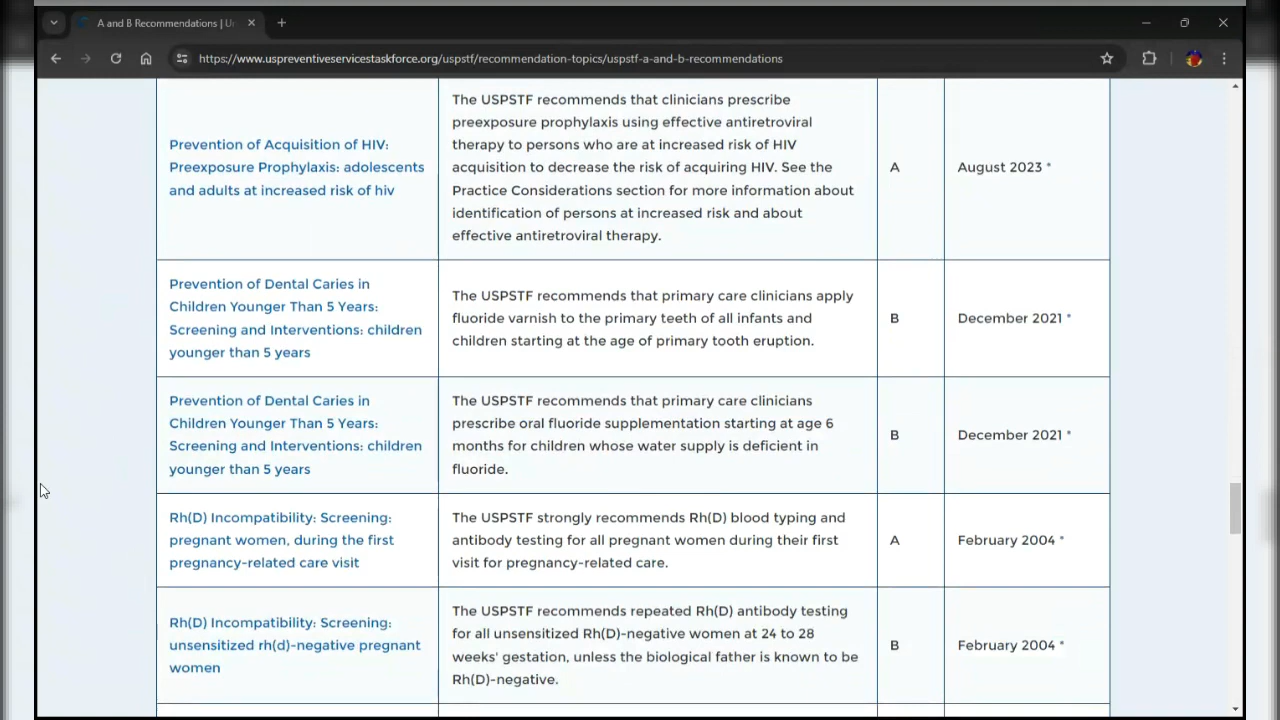 A and B Recommendations | U
https://www.uspreventiveservicestaskforce.org/uspstf/recommendation-topics/uspstf-a-and-b-recommendations
Prevention of Acquisition of HIV:
Preexposure Prophylaxis: adolescents
and adults at increased risk of hiv
The USPSTF recommends that clinicians prescribe
preexposure prophylaxis using effective antiretroviral
therapy to persons who are at increased risk of HIV
acquisition to decrease the risk of acquiring HIV. See the
Practice Considerations section for more information about
identification of persons at increased risk and about
effective antiretroviral therapy.
A
August 2023 *
Prevention of Dental Caries in
Children Younger Than 5 Years:
Screening and Interventions: children
younger than 5 years
The USPSTF recommends that primary care clinicians apply
fluoride varnish to the primary teeth of all infants and
children starting at the age of primary tooth eruption.
B
December 2021 *
Prevention of Dental Caries in
Children Younger Than 5 Years:
Screening and Interventions: children
younger than 5 years
The USPSTF recommends that primary care clinicians
prescribe oral fluoride supplementation starting at age 6
months for children whose water supply is deficient in
fluoride.
B
December 2021 *
Rh(D) Incompatibility: Screening:
pregnant women, during the first
pregnancy-related care visit
The USPSTF strongly recommends Rh(D) blood typing and
antibody testing for all pregnant women during their first
visit for pregnancy-related care.
A
February 2004 *
Rh(D) Incompatibility: Screening:
unsensitized rh(d)-negative pregnant
women
The USPSTF recommends repeated Rh(D) antibody testing
for all unsensitized Rh(D)-negative women at 24 to 28
weeks' gestation, unless the biological father is known to be
Rh(D)-negative.
B
February 2004 *